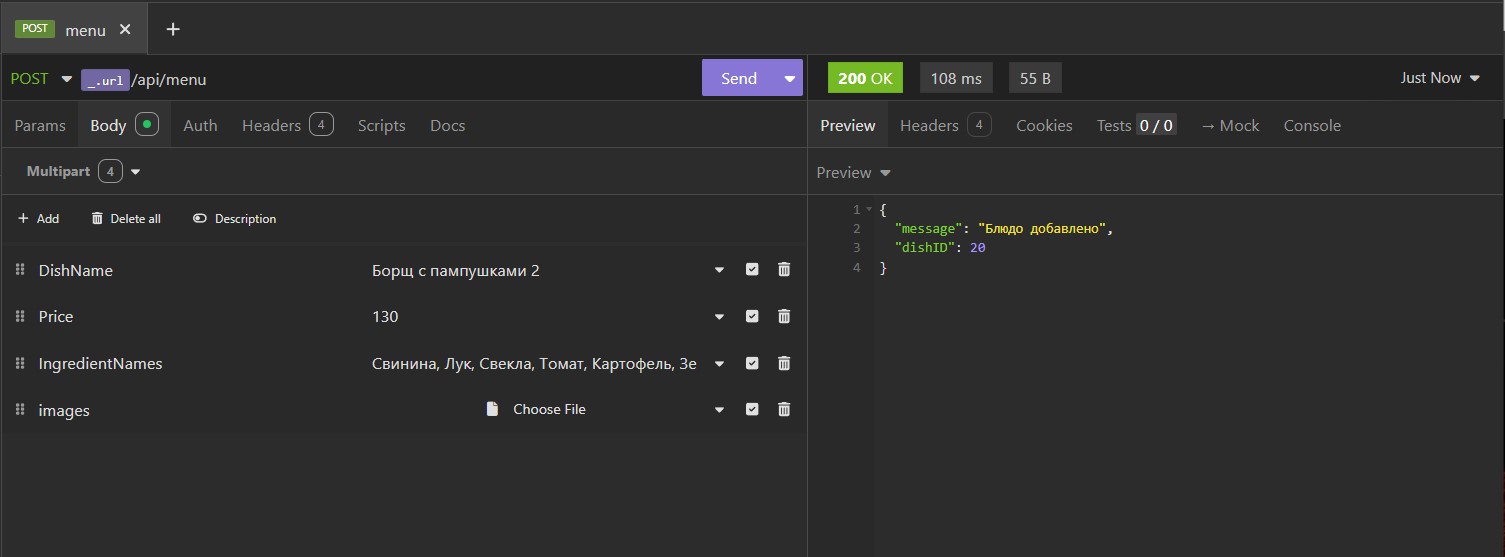 POST menu
POST _.url /api/menu Send
200 OK 108 ms 55 B Just Now
Params Body Auth Headers 4 Scripts Docs
Preview Headers 4 Cookies Tests 0 / 0 → Mock Console
Multipart 4
Preview
+ Add Delete all Description
DishName Борщ с пампушками 2
Price 130
IngredientNames Свинина, Лук, Свекла, Томат, Картофель, Зе
images Choose File
1 {
2 "message": "Блюдо добавлено",
3 "dishID": 20
4 }